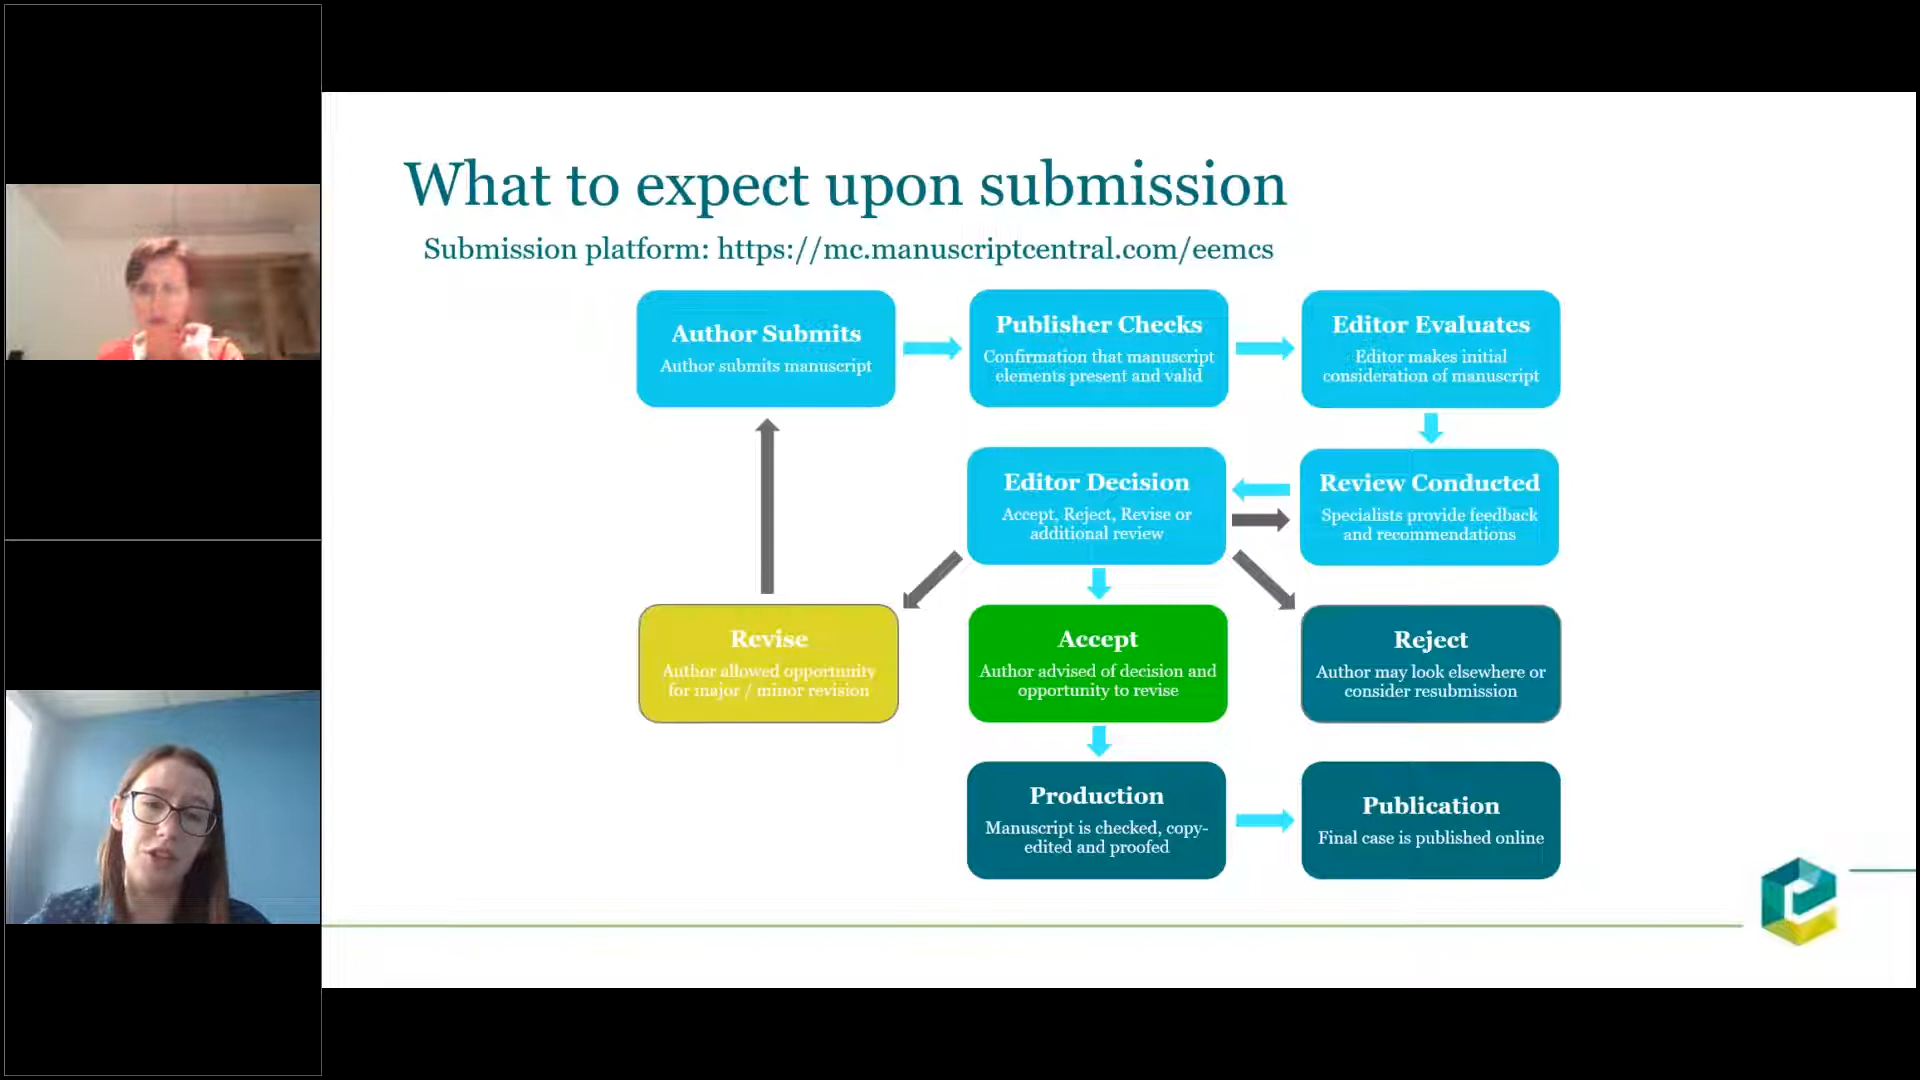 What to expect upon submission
Submission platform: https://mc.manuscriptcentral.com/eemcs
Author Submits
Author submits manuscript
Publisher Checks
Confirmation that manuscript
elements present and valid
Editor Evaluates
Editor makes initial
consideration of manuscript
Editor Decision
Accept, Reject, Revise or
additional review
Review Conducted
Specialists provide feedback
and recommendations
Revise
Author allowed opportunity
for major / minor revision
Accept
Author advised of decision and
opportunity to revise
Reject
Author may look elsewhere or
consider resubmission
Production
Manuscript is checked, copy-
edited and proofed
Publication
Final case is published online